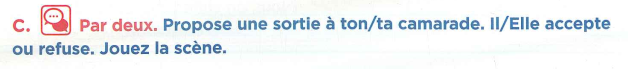 C. Par deux. Propose une sortie à ton/ta camarade. Il/Elle accepte
ou refuse. Jouez la scène.